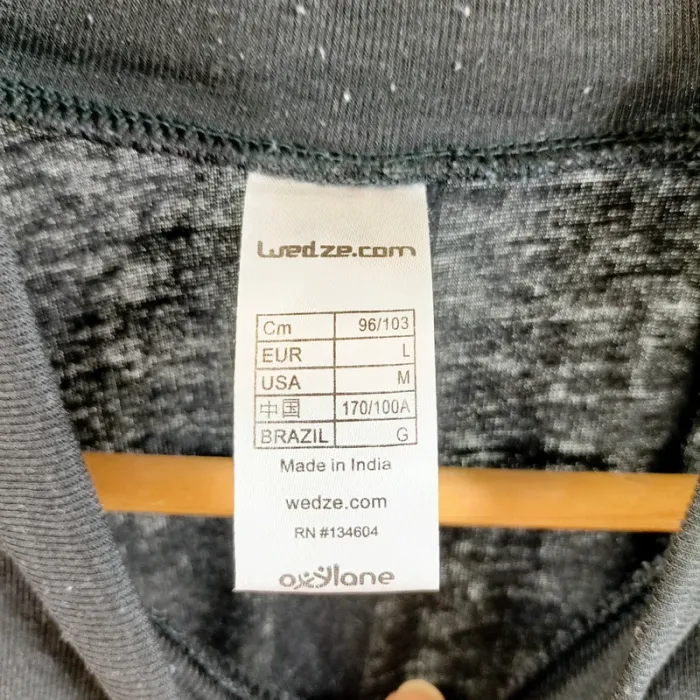 wedze.com
Cm 96/103
EUR L
USA M
中国 170/100A
BRAZIL G
Made in India
wedze.com
RN #134604
oxylane